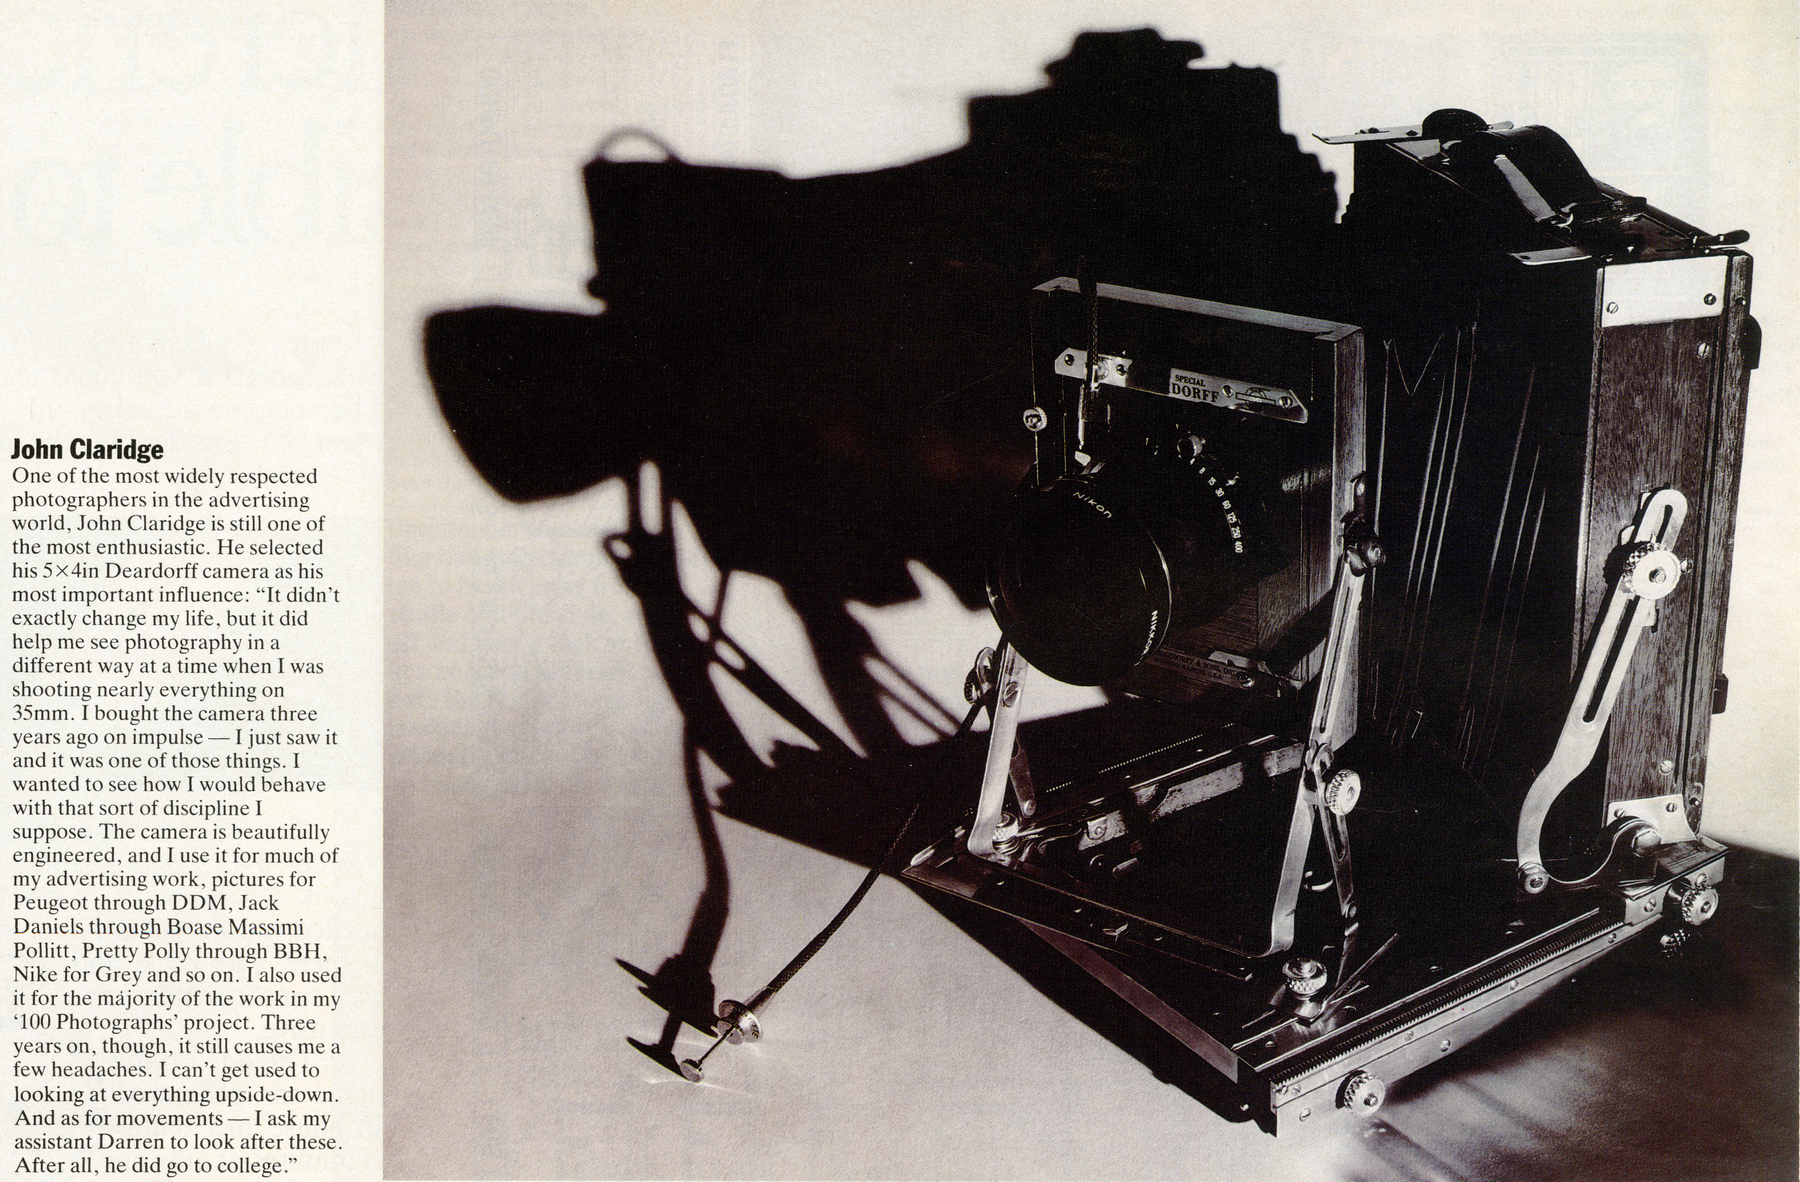 John Claridge
One of the most widely respected
photographers in the advertising
world, John Claridge is still one of
the most enthusiastic. He selected
his 5×4in Deardorff camera as his
most important influence: “It didn’t
exactly change my life, but it did
help me see photography in a
different way at a time when I was
shooting nearly everything on
35mm. I bought the camera three
years ago on impulse — I just saw it
and it was one of those things. I
wanted to see how I would behave
with that sort of discipline I
suppose. The camera is beautifully
engineered, and I use it for much of
my advertising work, pictures for
Peugeot through DDM, Jack
Daniels through Boase Massimi
Pollitt, Pretty Polly through BBH,
Nike for Grey and so on. I also used
it for the majority of the work in my
‘100 Photographs’ project. Three
years on, though, it still causes me a
few headaches. I can’t get used to
looking at everything upside-down.
And as for movements — I ask my
assistant Darren to look after these.
After all, he did go to college.”
SPECIAL
DORFF
Nikon
8 15 30 60 125 250 400
NIKKOR
& SONS